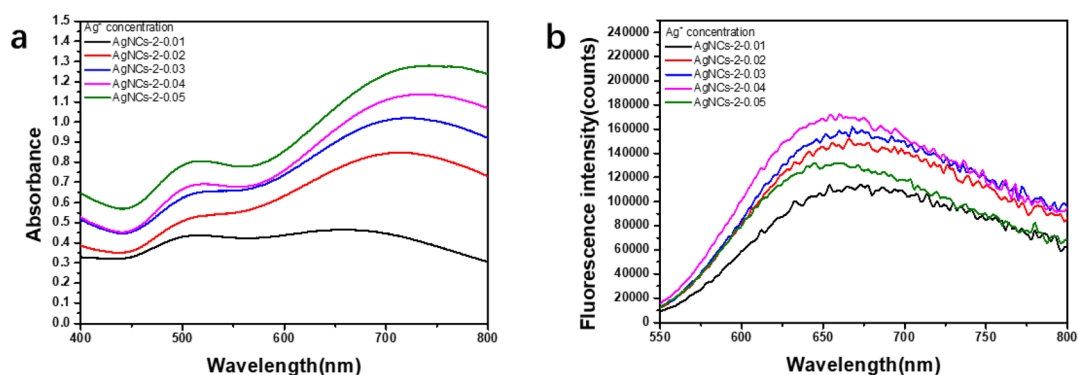 a
Ag⁺ concentration
AgNCs-2-0.01
AgNCs-2-0.02
AgNCs-2-0.03
AgNCs-2-0.04
AgNCs-2-0.05
1.5
1.4
1.3
1.2
1.1
1.0
0.9
0.8
0.7
0.6
0.5
0.4
0.3
0.2
0.1
0.0
Absorbance
400
500
600
700
800
Wavelength(nm)
b
Ag⁺ concentration
AgNCs-2-0.01
AgNCs-2-0.02
AgNCs-2-0.03
AgNCs-2-0.04
AgNCs-2-0.05
240000
220000
200000
180000
160000
140000
120000
100000
80000
60000
40000
20000
0
Fluorescence intensity(counts)
550
600
650
700
750
800
Wavelength(nm)